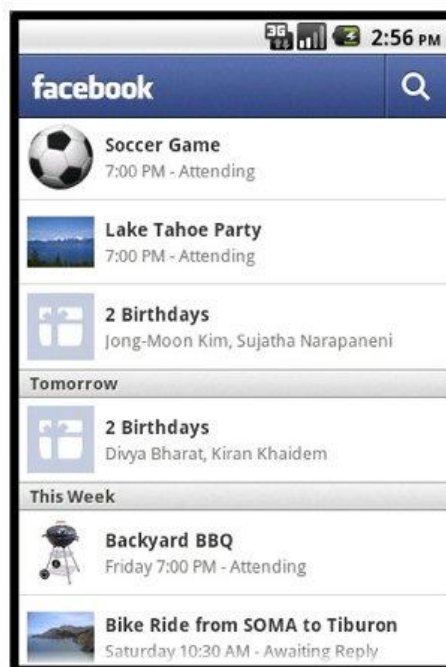 3G
2:56 PM
facebook
Soccer Game
7:00 PM - Attending
Lake Tahoe Party
7:00 PM - Attending
2 Birthdays
Jong-Moon Kim, Sujatha Narapaneni
Tomorrow
2 Birthdays
Divya Bharat, Kiran Khaidem
This Week
Backyard BBQ
Friday 7:00 PM - Attending
Bike Ride from SOMA to Tiburon
Saturday 10:30 AM - Awaiting Reply